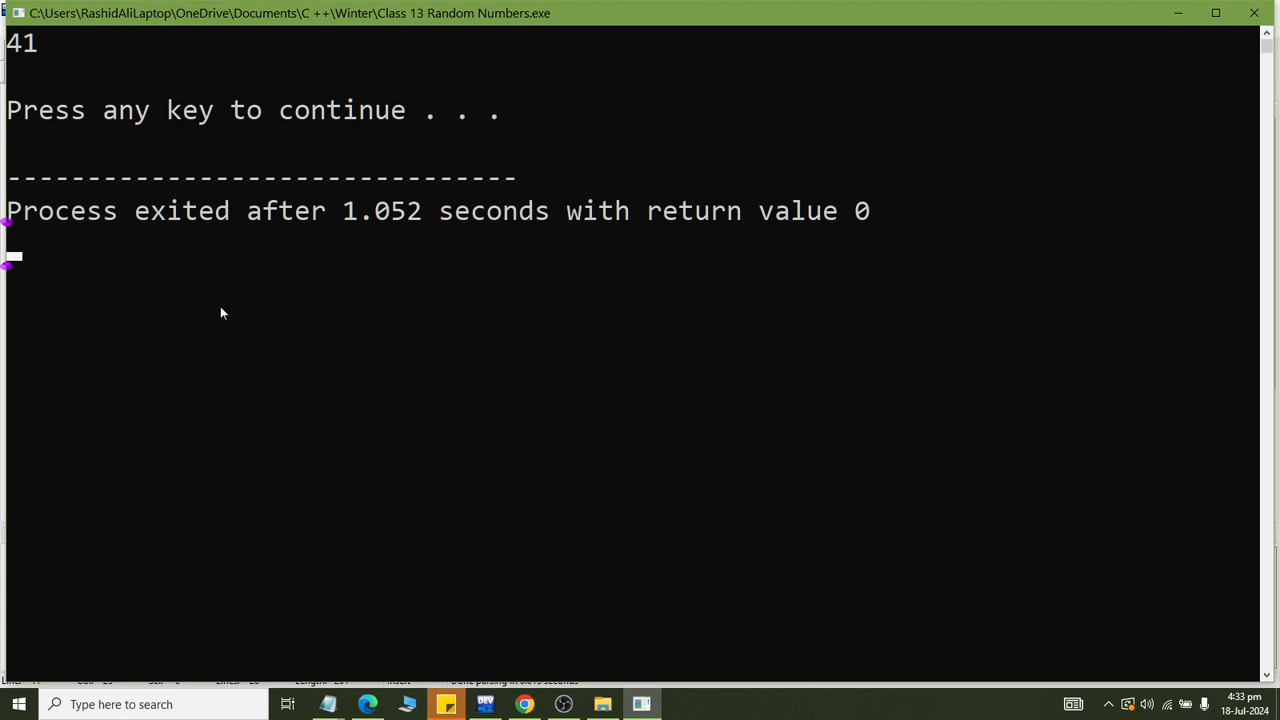 C:\Users\RashidAliLaptop\OneDrive\Documents\C ++\Winter\Class 13 Random Numbers.exe
41
Press any key to continue . . .
--------------------------------
Process exited after 1.052 seconds with return value 0
Type here to search
DEV
4:33 pm
18-Jul-2024